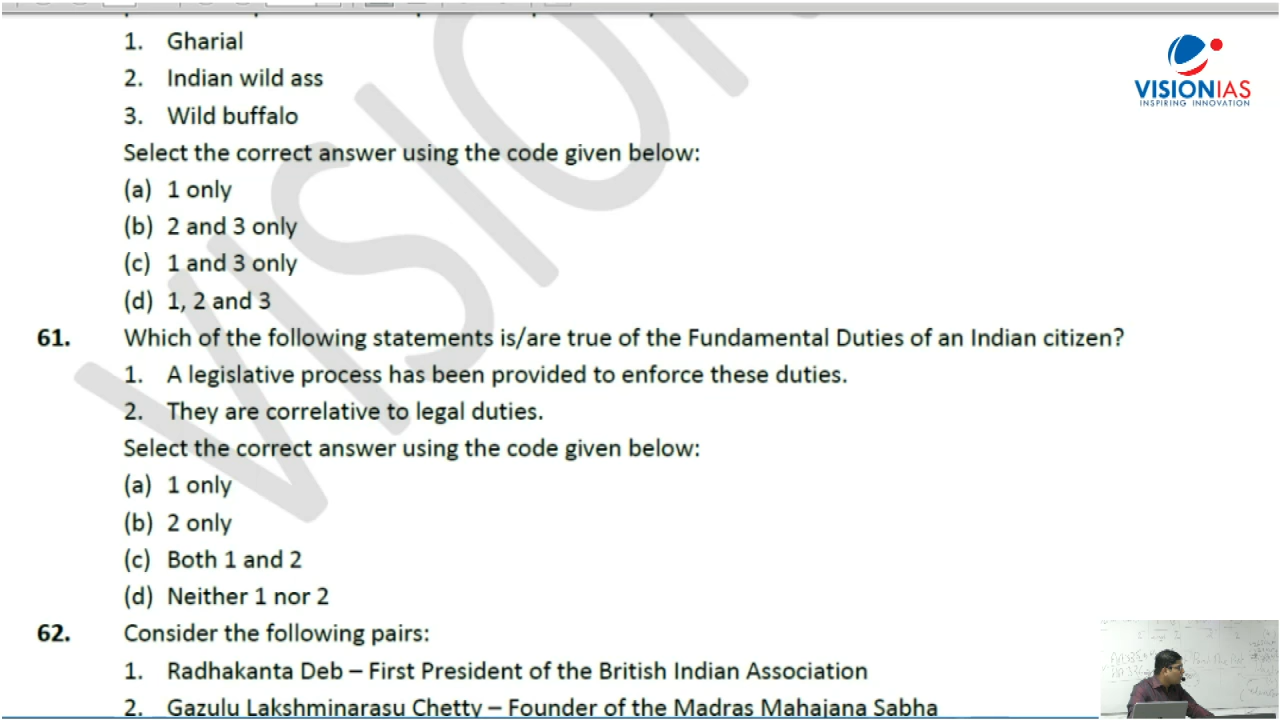 1. Gharial
2. Indian wild ass
3. Wild buffalo
Select the correct answer using the code given below:
(a) 1 only
(b) 2 and 3 only
(c) 1 and 3 only
(d) 1, 2 and 3
61. Which of the following statements is/are true of the Fundamental Duties of an Indian citizen?
1. A legislative process has been provided to enforce these duties.
2. They are correlative to legal duties.
Select the correct answer using the code given below:
(a) 1 only
(b) 2 only
(c) Both 1 and 2
(d) Neither 1 nor 2
62. Consider the following pairs:
1. Radhakanta Deb – First President of the British Indian Association
2. Gazulu Lakshminarasu Chetty – Founder of the Madras Mahajana Sabha
VISIONIAS
INSPIRING INNOVATION
VISIO